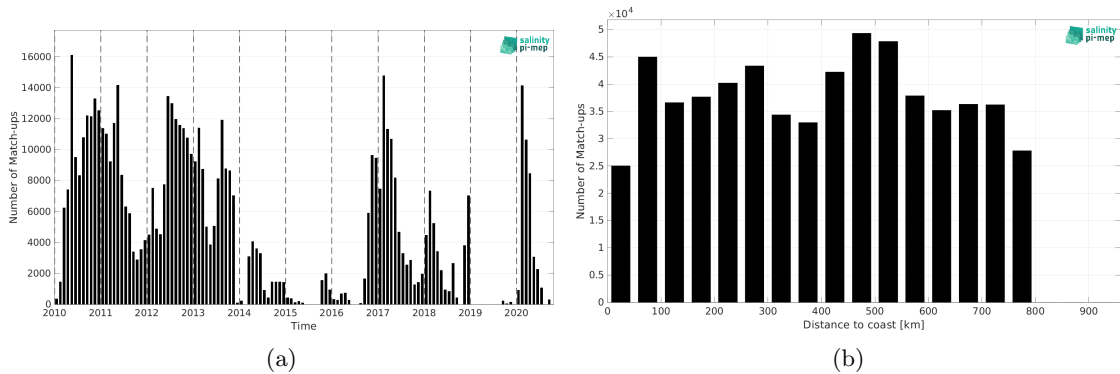 salinity
pi-mep
16000
14000
12000
10000
8000
6000
4000
2000
0
Number of Match-ups
2010 2011 2012 2013 2014 2015 2016 2017 2018 2019 2020
Time
(a)
×10⁴
salinity
pi-mep
5
4.5
4
3.5
3
2.5
2
1.5
1
0.5
0
Number of Match-ups
0 100 200 300 400 500 600 700 800 900
Distance to coast [km]
(b)